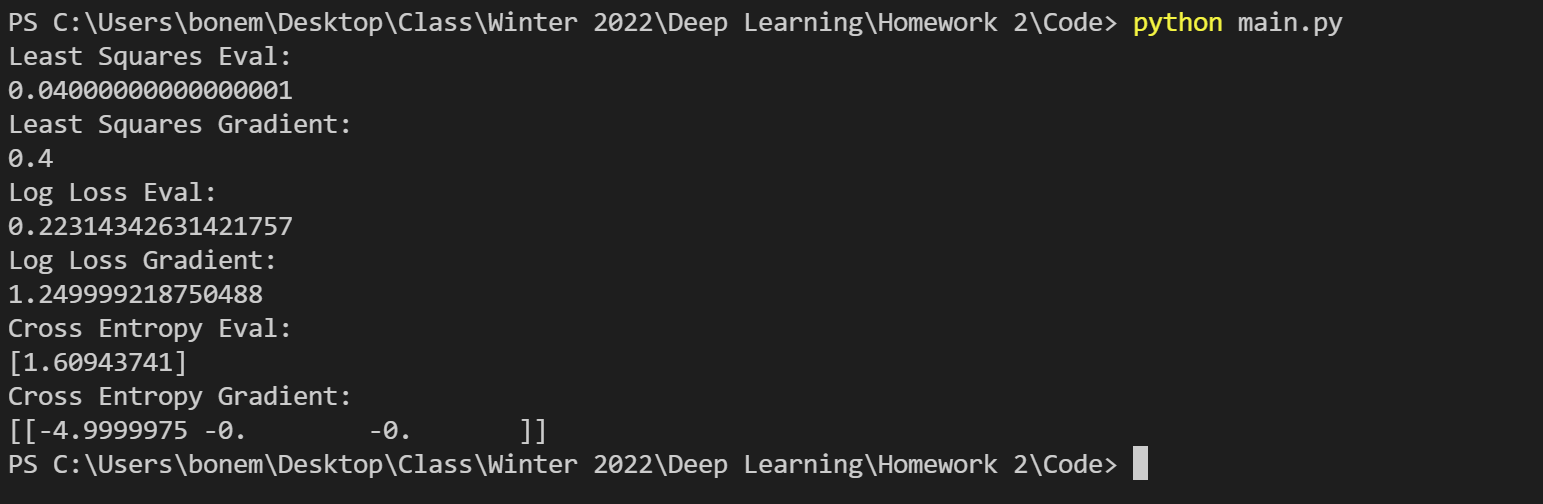 PS C:\Users\bonem\Desktop\Class\Winter 2022\Deep Learning\Homework 2\Code> python main.py
Least Squares Eval:
0.04000000000000001
Least Squares Gradient:
0.4
Log Loss Eval:
0.22314342631421757
Log Loss Gradient:
1.249999218750488
Cross Entropy Eval:
[1.60943741]
Cross Entropy Gradient:
[[-4.9999975 -0.        -0.       ]]
PS C:\Users\bonem\Desktop\Class\Winter 2022\Deep Learning\Homework 2\Code>